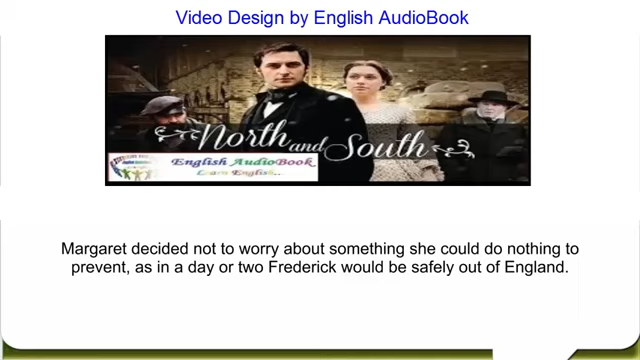 Video Design by English AudioBook
North and South
English AudioBook
Learn English...
Margaret decided not to worry about something she could do nothing to
prevent, as in a day or two Frederick would be safely out of England.